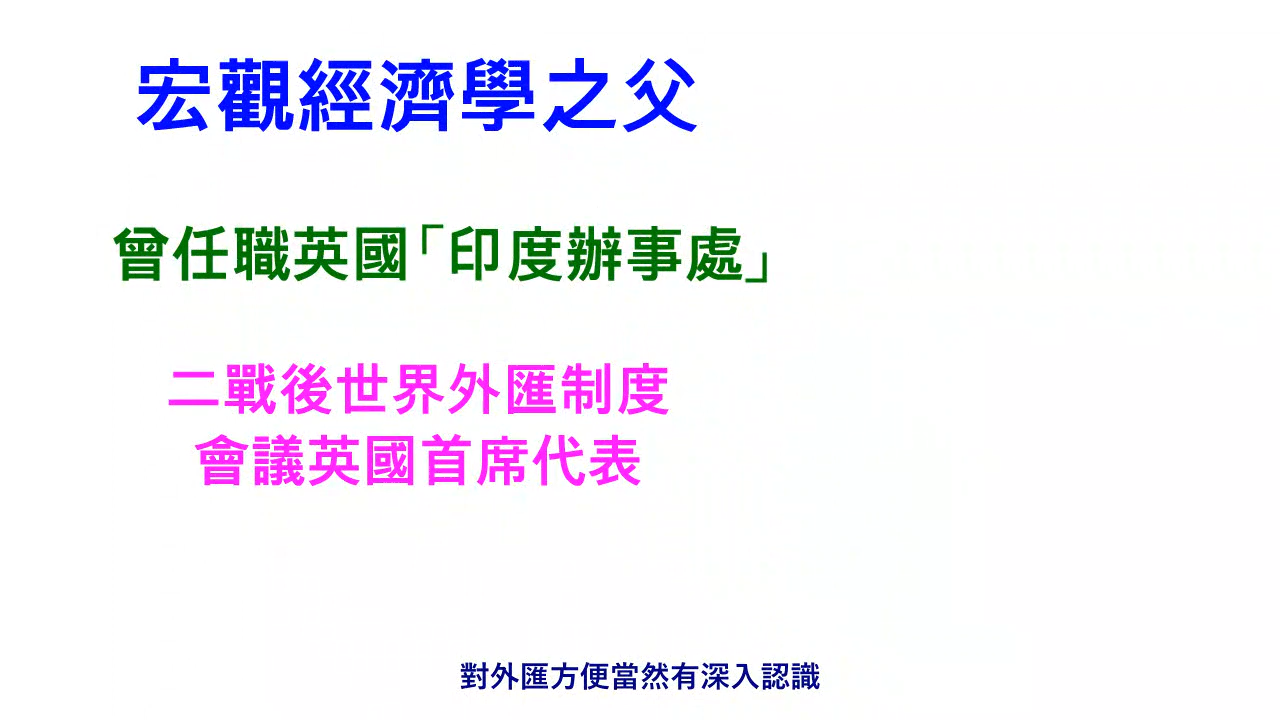 宏觀經濟學之父
曾任職英國「印度辦事處」
二戰後世界外匯制度
會議英國首席代表
對外匯方便當然有深入認識